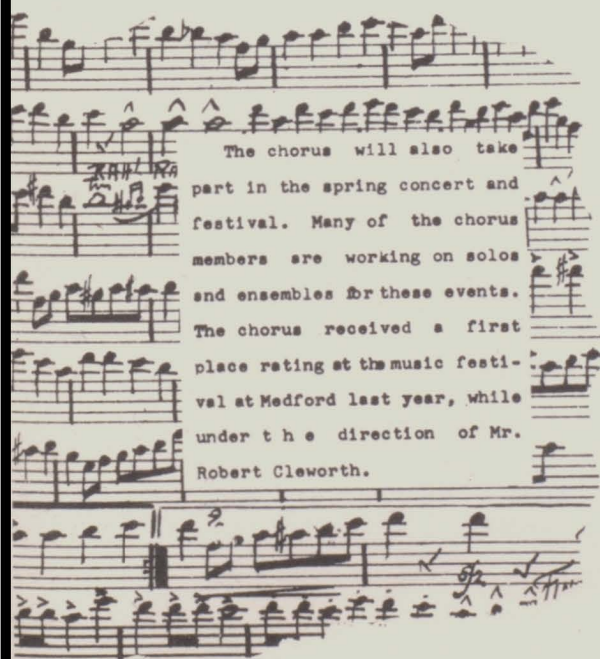 RAH! RA
The chorus will also take
part in the spring concert and
festival. Many of the chorus
members are working on solos
and ensembles for these events.
The chorus received a first
place rating at the music festi-
val at Medford last year, while
under t h e direction of Mr.
Robert Cleworth.